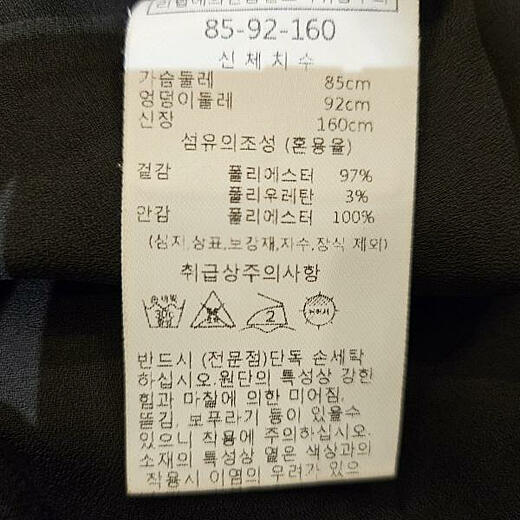 85-92-160
신체치수
가슴둘레 85cm
엉덩이둘레 92cm
신장 160cm
섬유의조성 (혼용율)
겉감 폴리에스터 97%
폴리우레탄 3%
안감 폴리에스터 100%
(심지,상표,보강재,자수,장식 제외)
취급상주의사항
손세탁
30℃
2
반드시 (전문점)단독 손세탁
하십시오.원단의 특성상 강한
힘과 마찰에 의한 미어짐,
뜯김, 보푸라기 등이 있을수
있으니 착용에 주의하십시오.
소재의 특성상 옅은 색상과의
착용시 이염의 우려가 있으